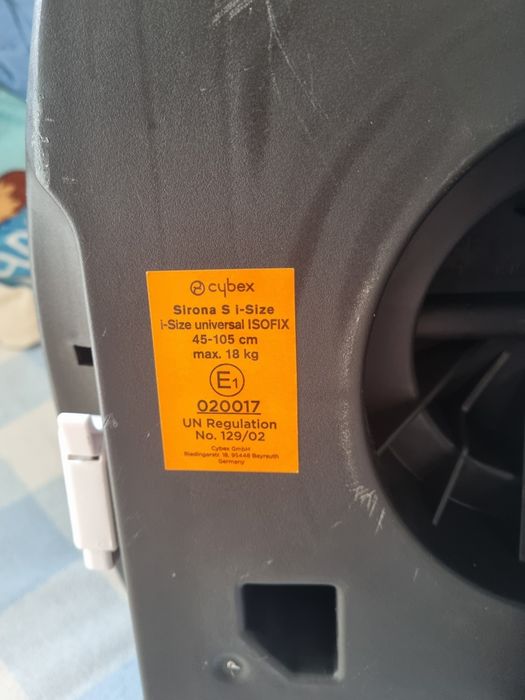 cybex
Sirona S i-Size
i-Size universal ISOFIX
45-105 cm
max. 18 kg
E1
020017
UN Regulation
No. 129/02
Cybex GmbH
Riedingerstr. 18, 95448 Bayreuth
Germany